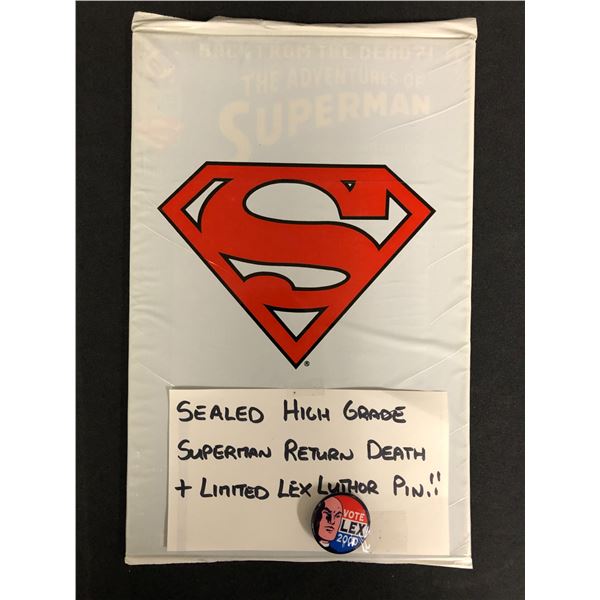 BACK FROM THE DEAD?!
THE ADVENTURES OF
SUPERMAN
S
®
SEALED HIGH GRADE
SUPERMAN RETURN DEATH
+ LIMITED LEX LUTHOR PIN!!
VOTE
LEX
2000